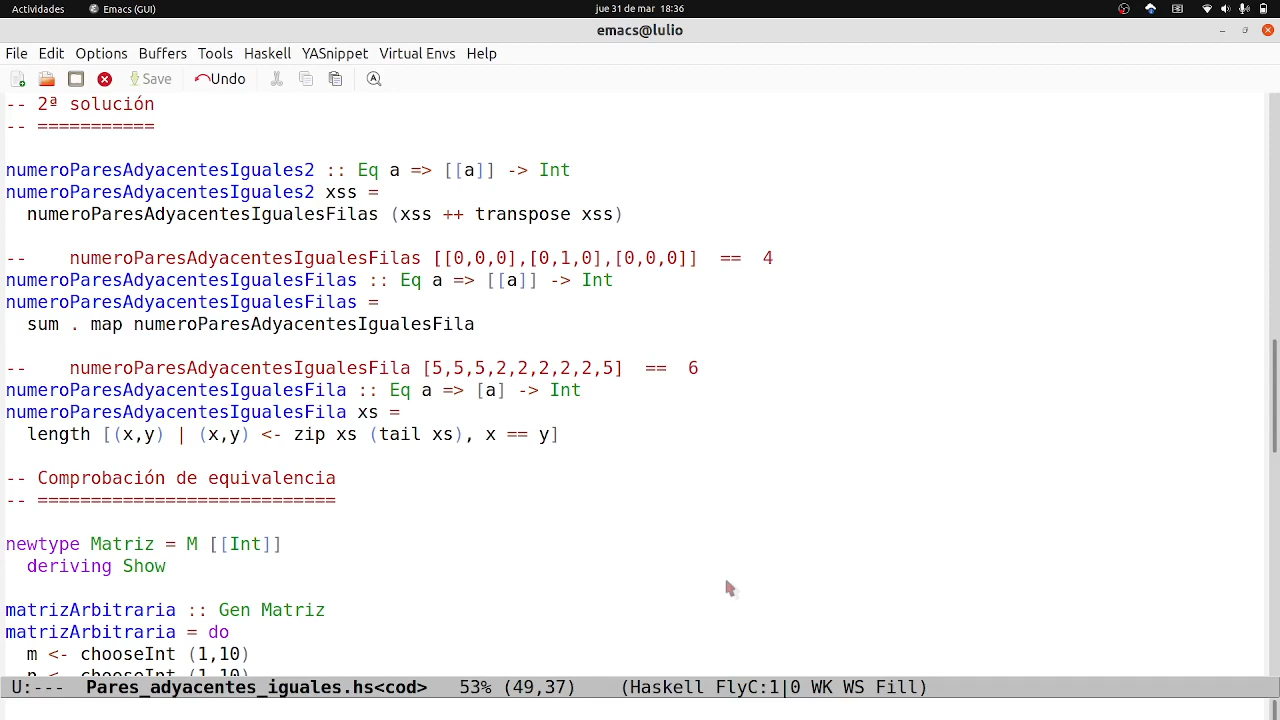 Actividades Emacs (GUI) jue 31 de mar 18:36
emacs@lulio
File Edit Options Buffers Tools Haskell YASnippet Virtual Envs Help
Save Undo
-- 2ª solución
-- ===========
numeroParesAdyacentesIguales2 :: Eq a => [[a]] -> Int
numeroParesAdyacentesIguales2 xss =
  numeroParesAdyacentesIgualesFilas (xss ++ transpose xss)
--    numeroParesAdyacentesIgualesFilas [[0,0,0],[0,1,0],[0,0,0]]  ==  4
numeroParesAdyacentesIgualesFilas :: Eq a => [[a]] -> Int
numeroParesAdyacentesIgualesFilas =
  sum . map numeroParesAdyacentesIgualesFila
--    numeroParesAdyacentesIgualesFila [5,5,5,2,2,2,2,2,5]  ==  6
numeroParesAdyacentesIgualesFila :: Eq a => [a] -> Int
numeroParesAdyacentesIgualesFila xs =
  length [(x,y) | (x,y) <- zip xs (tail xs), x == y]
-- Comprobación de equivalencia
-- ============================
newtype Matriz = M [[Int]]
  deriving Show
matrizArbitraria :: Gen Matriz
matrizArbitraria = do
  m <- chooseInt (1,10)
  n <- chooseInt (1,10)
U:---  Pares_adyacentes_iguales.hs<cod>   53% (49,37)    (Haskell FlyC:1|0 WK WS Fill)